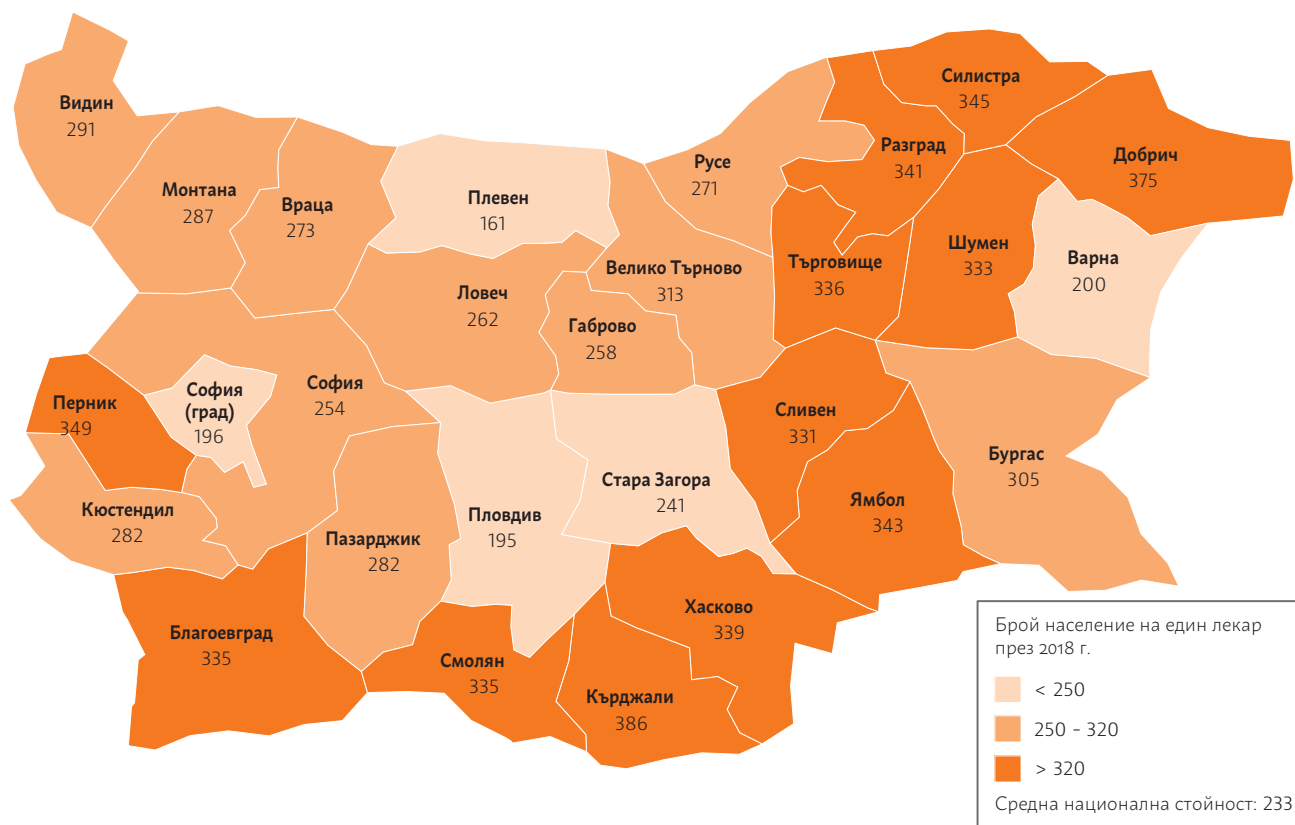 Видин
291
Монтана
287
Враца
273
Плевен
161
Ловеч
262
Велико Търново
313
Габрово
258
Русе
271
Разград
341
Силистра
345
Добрич
375
Търговище
336
Шумен
333
Варна
200
Перник
349
София
(град)
196
София
254
Кюстендил
282
Пазарджик
282
Пловдив
195
Стара Загора
241
Сливен
331
Ямбол
343
Бургас
305
Благоевград
335
Смолян
335
Кърджали
386
Хасково
339
Брой население на един лекар
през 2018 г.
< 250
250 - 320
> 320
Средна национална стойност: 233